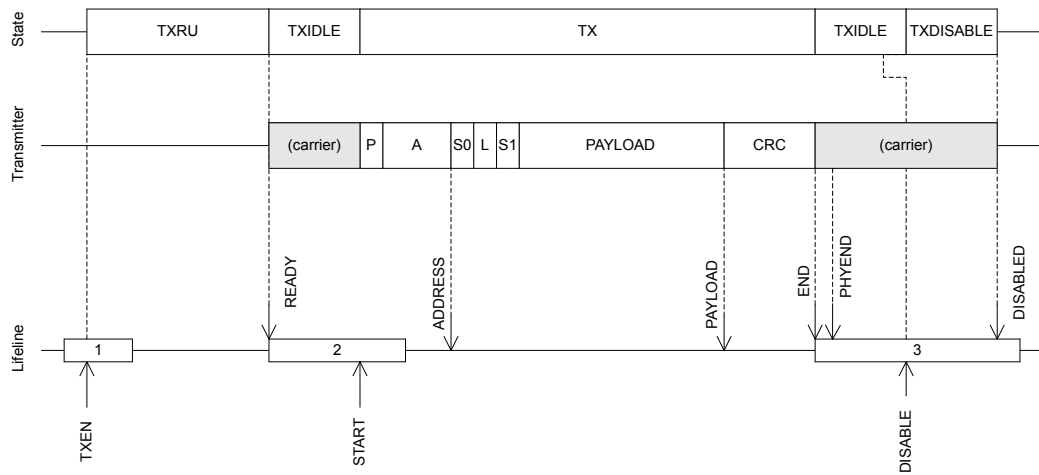 State
TXRU
TXIDLE
TX
TXIDLE
TXDISABLE
Transmitter
(carrier)
P
A
S0
L
S1
PAYLOAD
CRC
(carrier)
READY
ADDRESS
PAYLOAD
END
PHYEND
DISABLED
Lifeline
1
2
3
TXEN
START
DISABLE